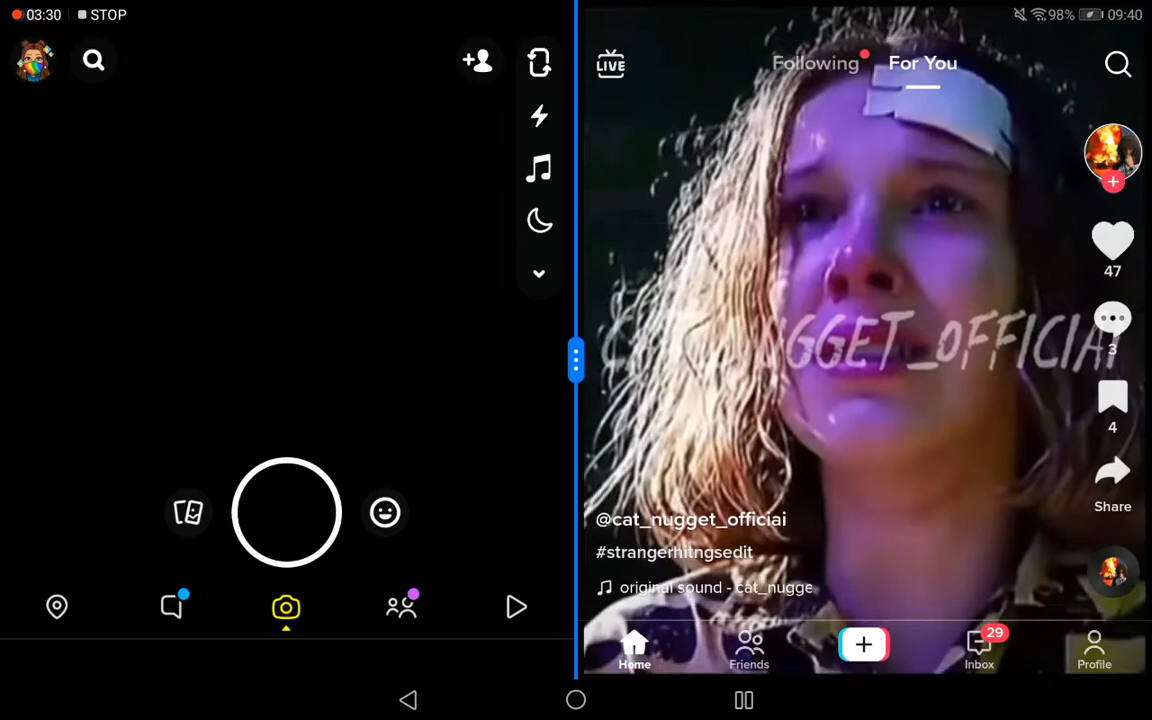 03:30 STOP
98% 09:40
LIVE
Following
For You
47
NUGGET_OFFICIAI
3
4
Share
@cat_nugget_officiai
#strangerhitngsedit
original sound - cat_nugge
Home
Friends
29
Inbox
Profile